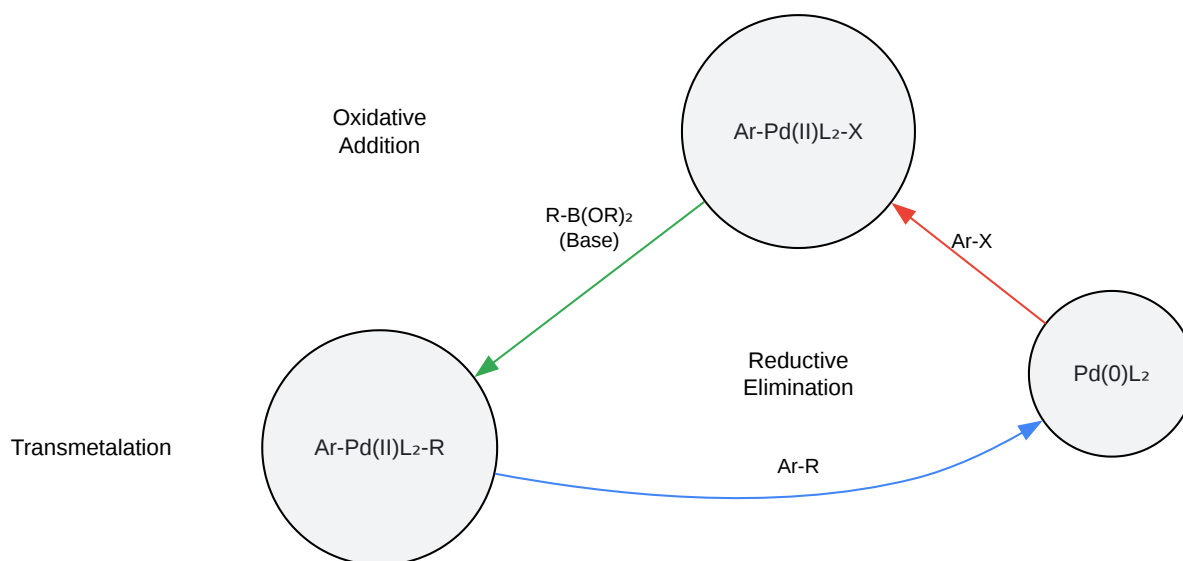 Oxidative
Addition
Ar-Pd(II)L₂-X
R-B(OR)₂
(Base)
Ar-X
Reductive
Elimination
Pd(0)L₂
Transmetalation
Ar-Pd(II)L₂-R
Ar-R